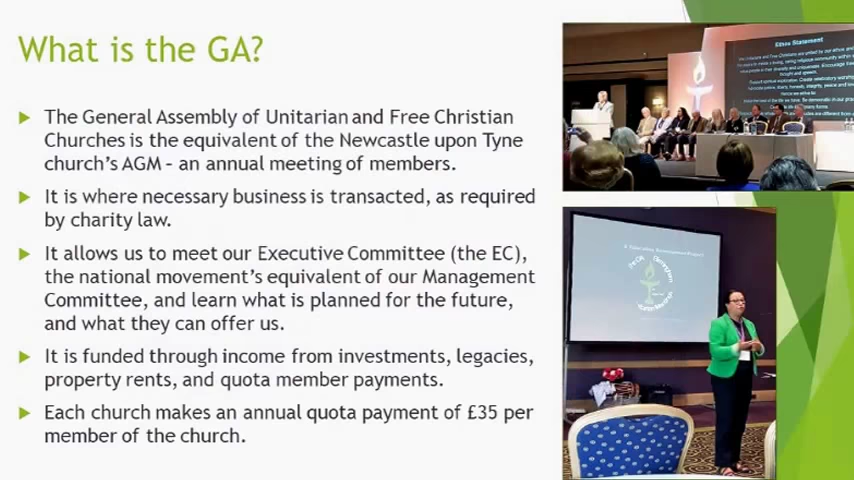 What is the GA?
The General Assembly of Unitarian and Free Christian
Churches is the equivalent of the Newcastle upon Tyne
church's AGM – an annual meeting of members.
It is where necessary business is transacted, as required
by charity law.
It allows us to meet our Executive Committee (the EC),
the national movement's equivalent of our Management
Committee, and learn what is planned for the future,
and what they can offer us.
It is funded through income from investments, legacies,
property rents, and quota member payments.
Each church makes an annual quota payment of £35 per
member of the church.
Ethos Statement